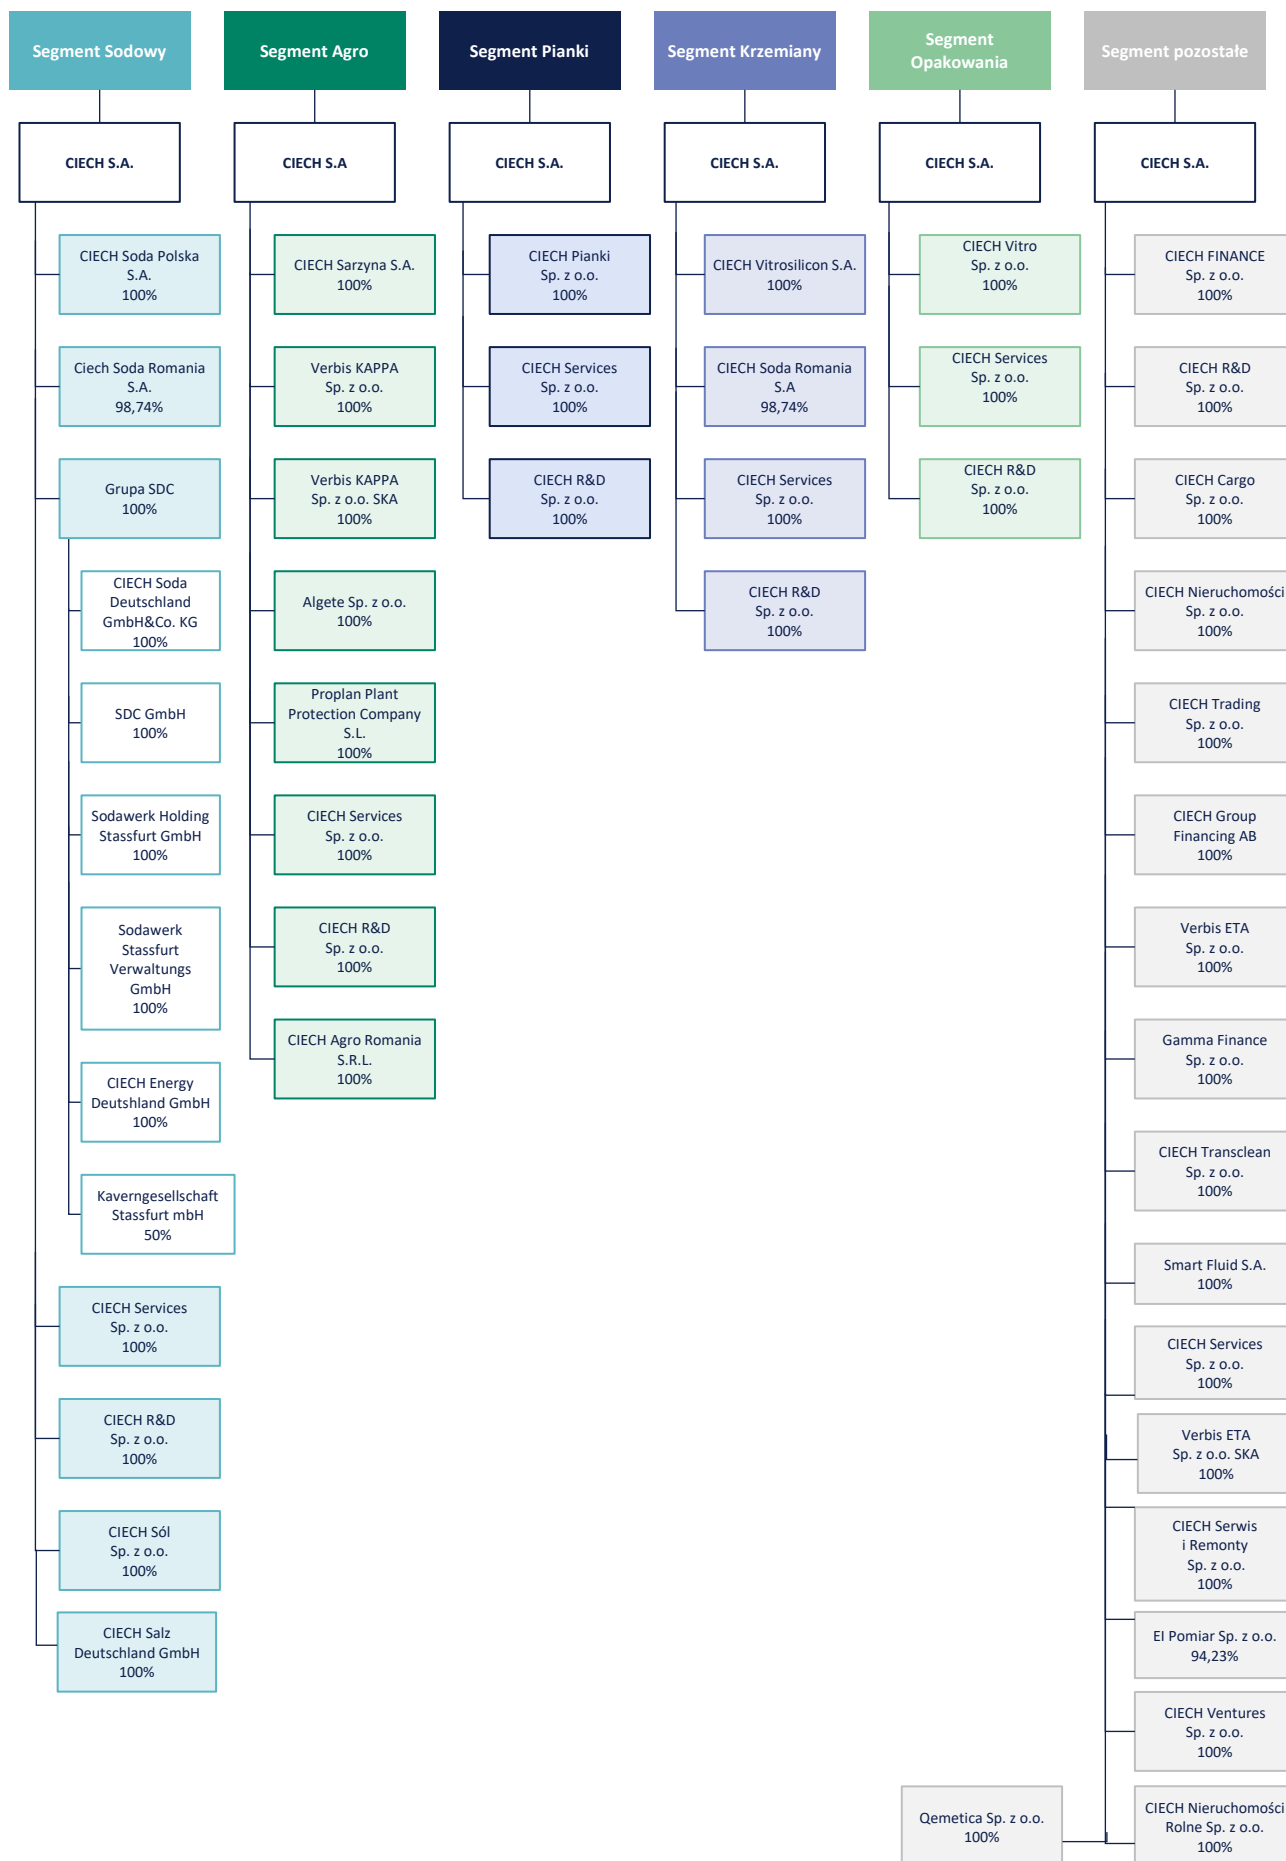 Segment Sodowy
CIECH S.A.
CIECH Soda Polska
S.A.
100%
Ciech Soda Romania
S.A.
98,74%
Grupa SDC
100%
CIECH Soda
Deutschland
GmbH&Co. KG
100%
SDC GmbH
100%
Sodawerk Holding
Stassfurt GmbH
100%
Sodawerk
Stassfurt
Verwaltungs
GmbH
100%
CIECH Energy
Deutshland GmbH
100%
Kaverngesellschaft
Stassfurt mbH
50%
CIECH Services
Sp. z o.o.
100%
CIECH R&D
Sp. z o.o.
100%
CIECH Sól
Sp. z o.o.
100%
CIECH Salz
Deutschland GmbH
100%
Segment Agro
CIECH S.A
CIECH Sarzyna S.A.
100%
Verbis KAPPA
Sp. z o.o.
100%
Verbis KAPPA
Sp. z o.o. SKA
100%
Algete Sp. z o.o.
100%
Proplan Plant
Protection Company
S.L.
100%
CIECH Services
Sp. z o.o.
100%
CIECH R&D
Sp. z o.o.
100%
CIECH Agro Romania
S.R.L.
100%
Segment Pianki
CIECH S.A.
CIECH Pianki
Sp. z o.o.
100%
CIECH Services
Sp. z o.o.
100%
CIECH R&D
Sp. z o.o.
100%
Segment Krzemiany
CIECH S.A.
CIECH Vitrosilicon S.A.
100%
CIECH Soda Romania
S.A
98,74%
CIECH Services
Sp. z o.o.
100%
CIECH R&D
Sp. z o.o.
100%
Segment
Opakowania
CIECH S.A.
CIECH Vitro
Sp. z o.o.
100%
CIECH Services
Sp. z o.o.
100%
CIECH R&D
Sp. z o.o.
100%
Segment pozostałe
CIECH S.A.
CIECH FINANCE
Sp. z o.o.
100%
CIECH R&D
Sp. z o.o.
100%
CIECH Cargo
Sp. z o.o.
100%
CIECH Nieruchomości
Sp. z o.o.
100%
CIECH Trading
Sp. z o.o.
100%
CIECH Group
Financing AB
100%
Verbis ETA
Sp. z o.o.
100%
Gamma Finance
Sp. z o.o.
100%
CIECH Transclean
Sp. z o.o.
100%
Smart Fluid S.A.
100%
CIECH Services
Sp. z o.o.
100%
Verbis ETA
Sp. z o.o. SKA
100%
CIECH Serwis
i Remonty
Sp. z o.o.
100%
El Pomiar Sp. z o.o.
94,23%
CIECH Ventures
Sp. z o.o.
100%
Qemetica Sp. z o.o.
100%
CIECH Nieruchomości
Rolne Sp. z o.o.
100%